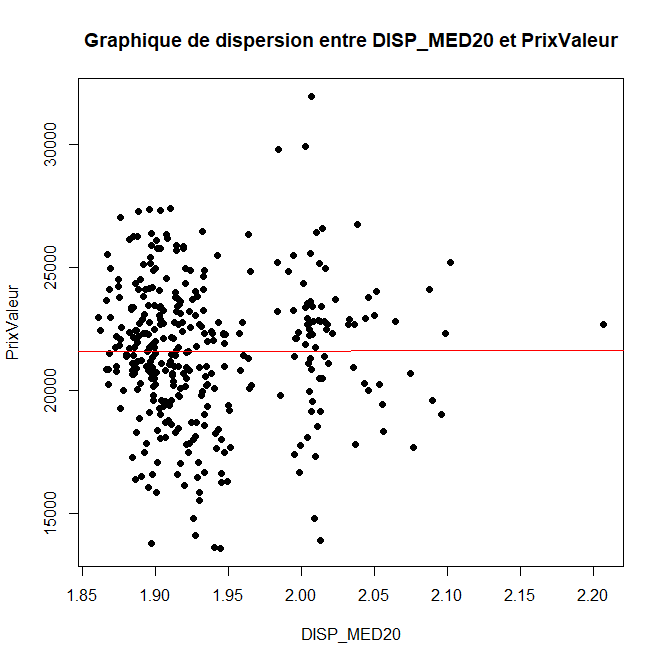 Graphique de dispersion entre DISP_MED20 et PrixValeur
PrixValeur
30000
25000
20000
15000
1.85 1.90 1.95 2.00 2.05 2.10 2.15 2.20
DISP_MED20